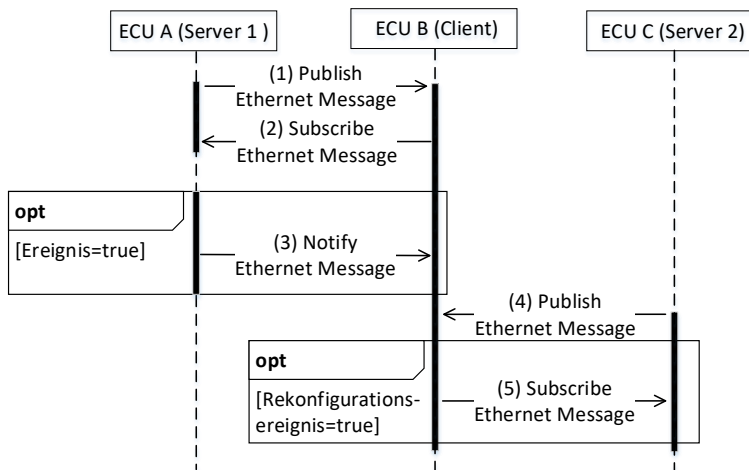 ECU A (Server 1 )
ECU B (Client)
ECU C (Server 2)
(1) Publish
Ethernet Message
(2) Subscribe
Ethernet Message
opt
[Ereignis=true]
(3) Notify
Ethernet Message
(4) Publish
Ethernet Message
opt
[Rekonfigurations-
ereignis=true]
(5) Subscribe
Ethernet Message